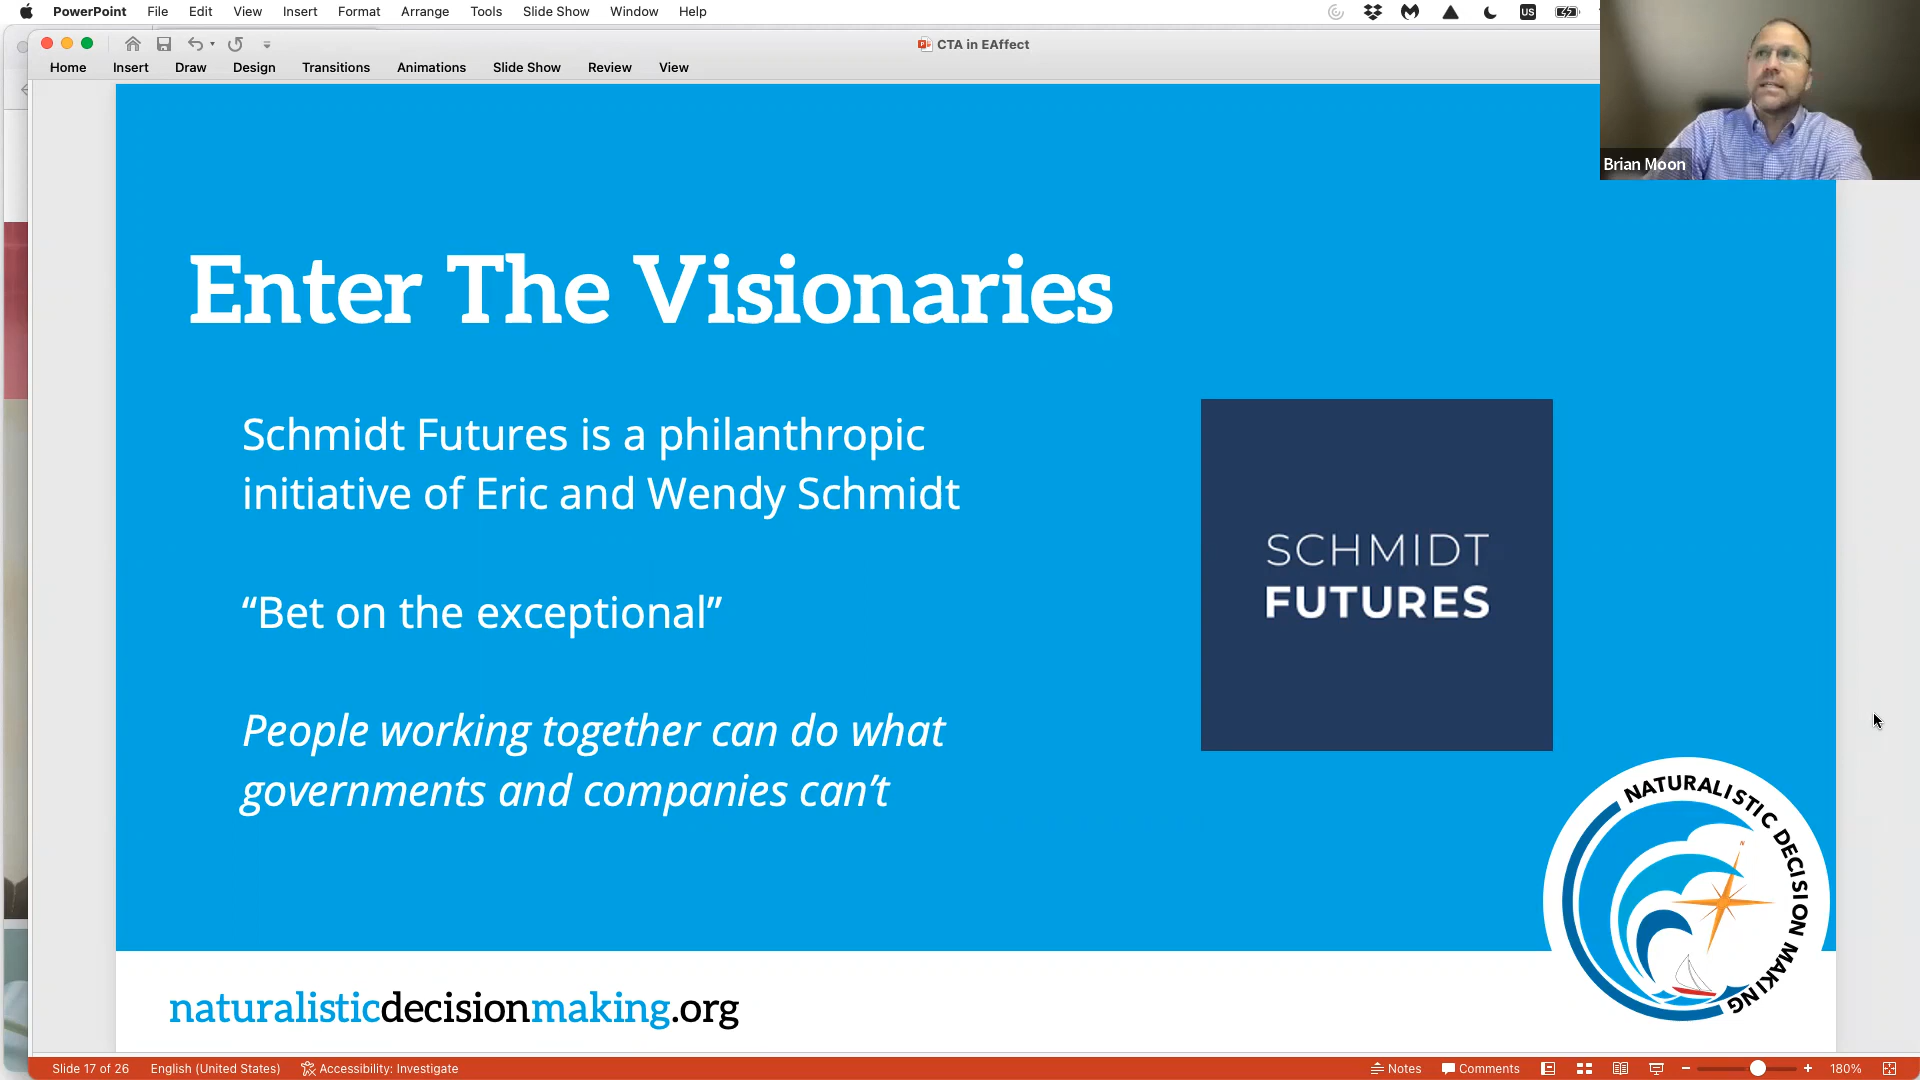 PowerPoint File Edit View Insert Format Arrange Tools Slide Show Window Help US
CTA in EAffect
Home Insert Draw Design Transitions Animations Slide Show Review View
Brian Moon
Enter The Visionaries
Schmidt Futures is a philanthropic
initiative of Eric and Wendy Schmidt
“Bet on the exceptional”
People working together can do what
governments and companies can’t
SCHMIDT
FUTURES
NATURALISTIC DECISION MAKING
N
naturalisticdecisionmaking.org
Slide 17 of 26 English (United States) Accessibility: Investigate Notes Comments 180%